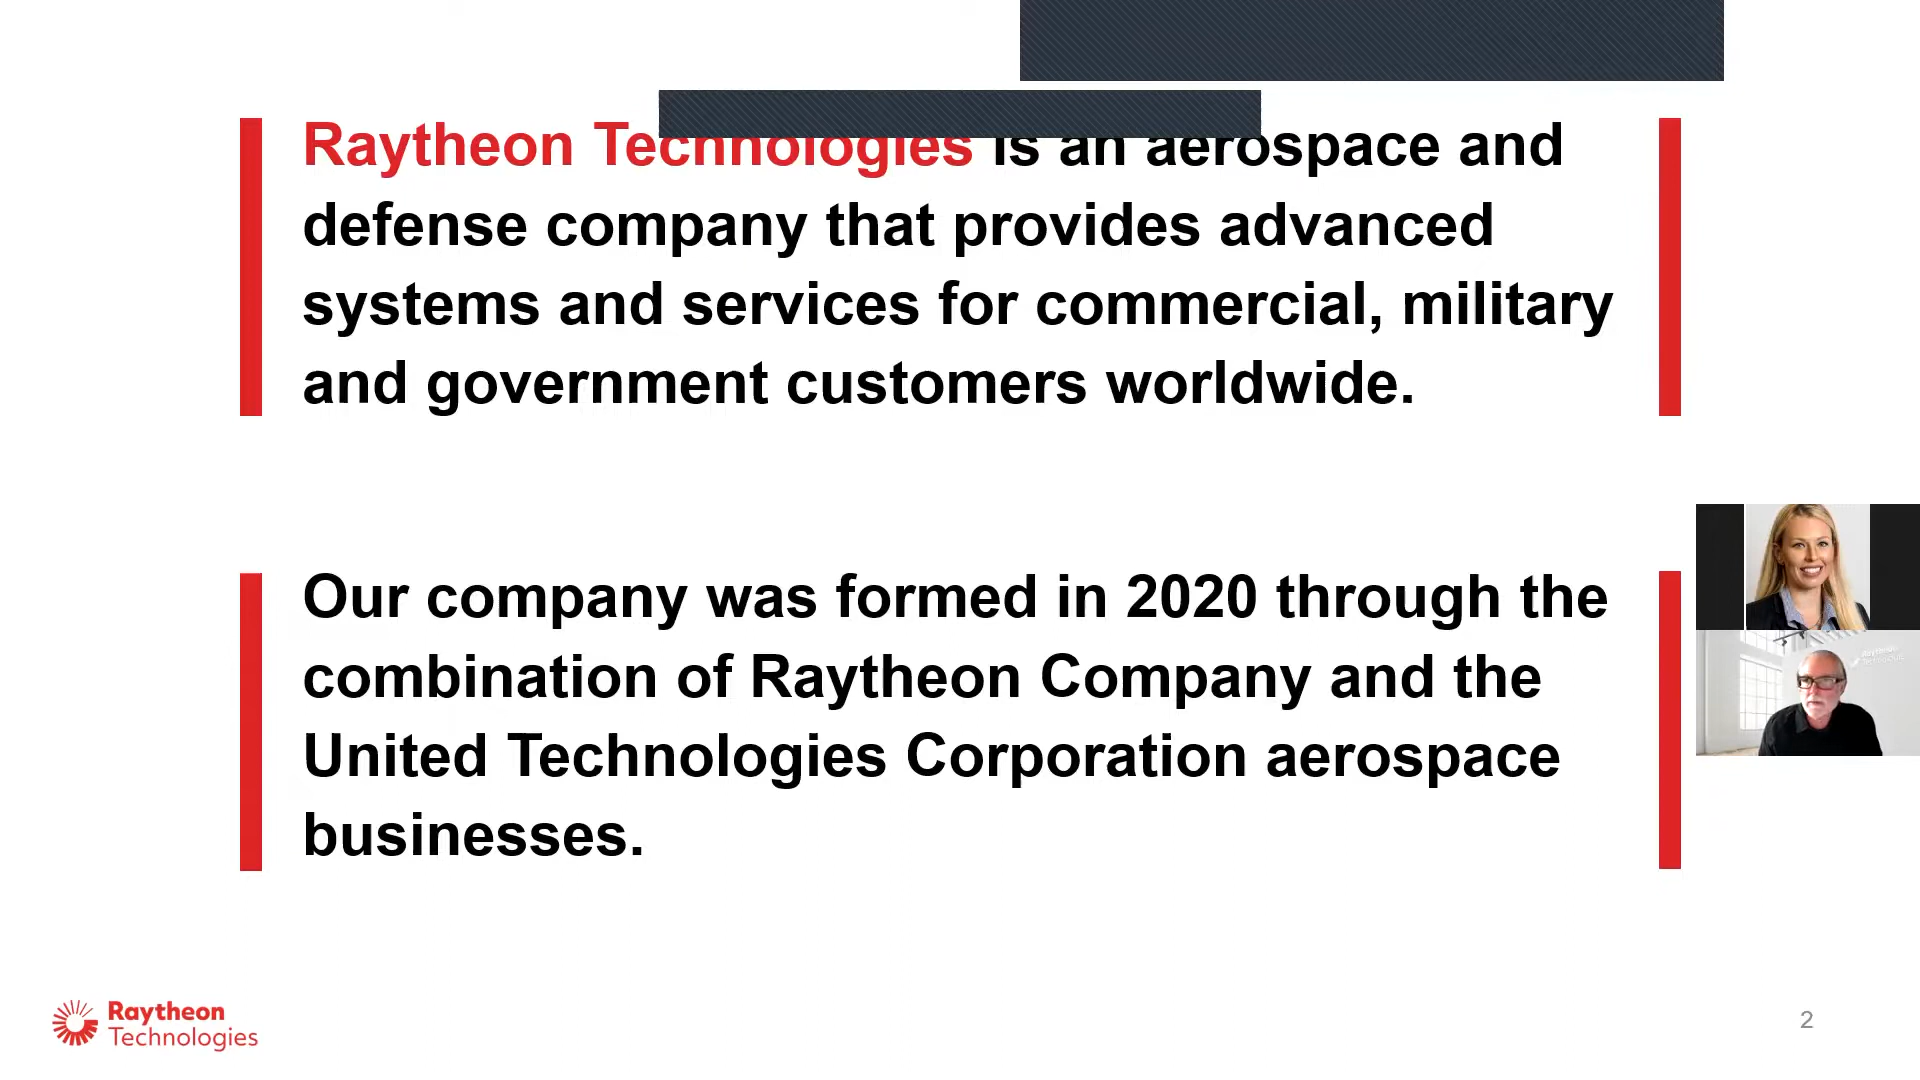 Raytheon Technologies is an aerospace and
defense company that provides advanced
systems and services for commercial, military
and government customers worldwide.
Our company was formed in 2020 through the
combination of Raytheon Company and the
United Technologies Corporation aerospace
businesses.
Raytheon
Technologies
Raytheon
Technologies
2